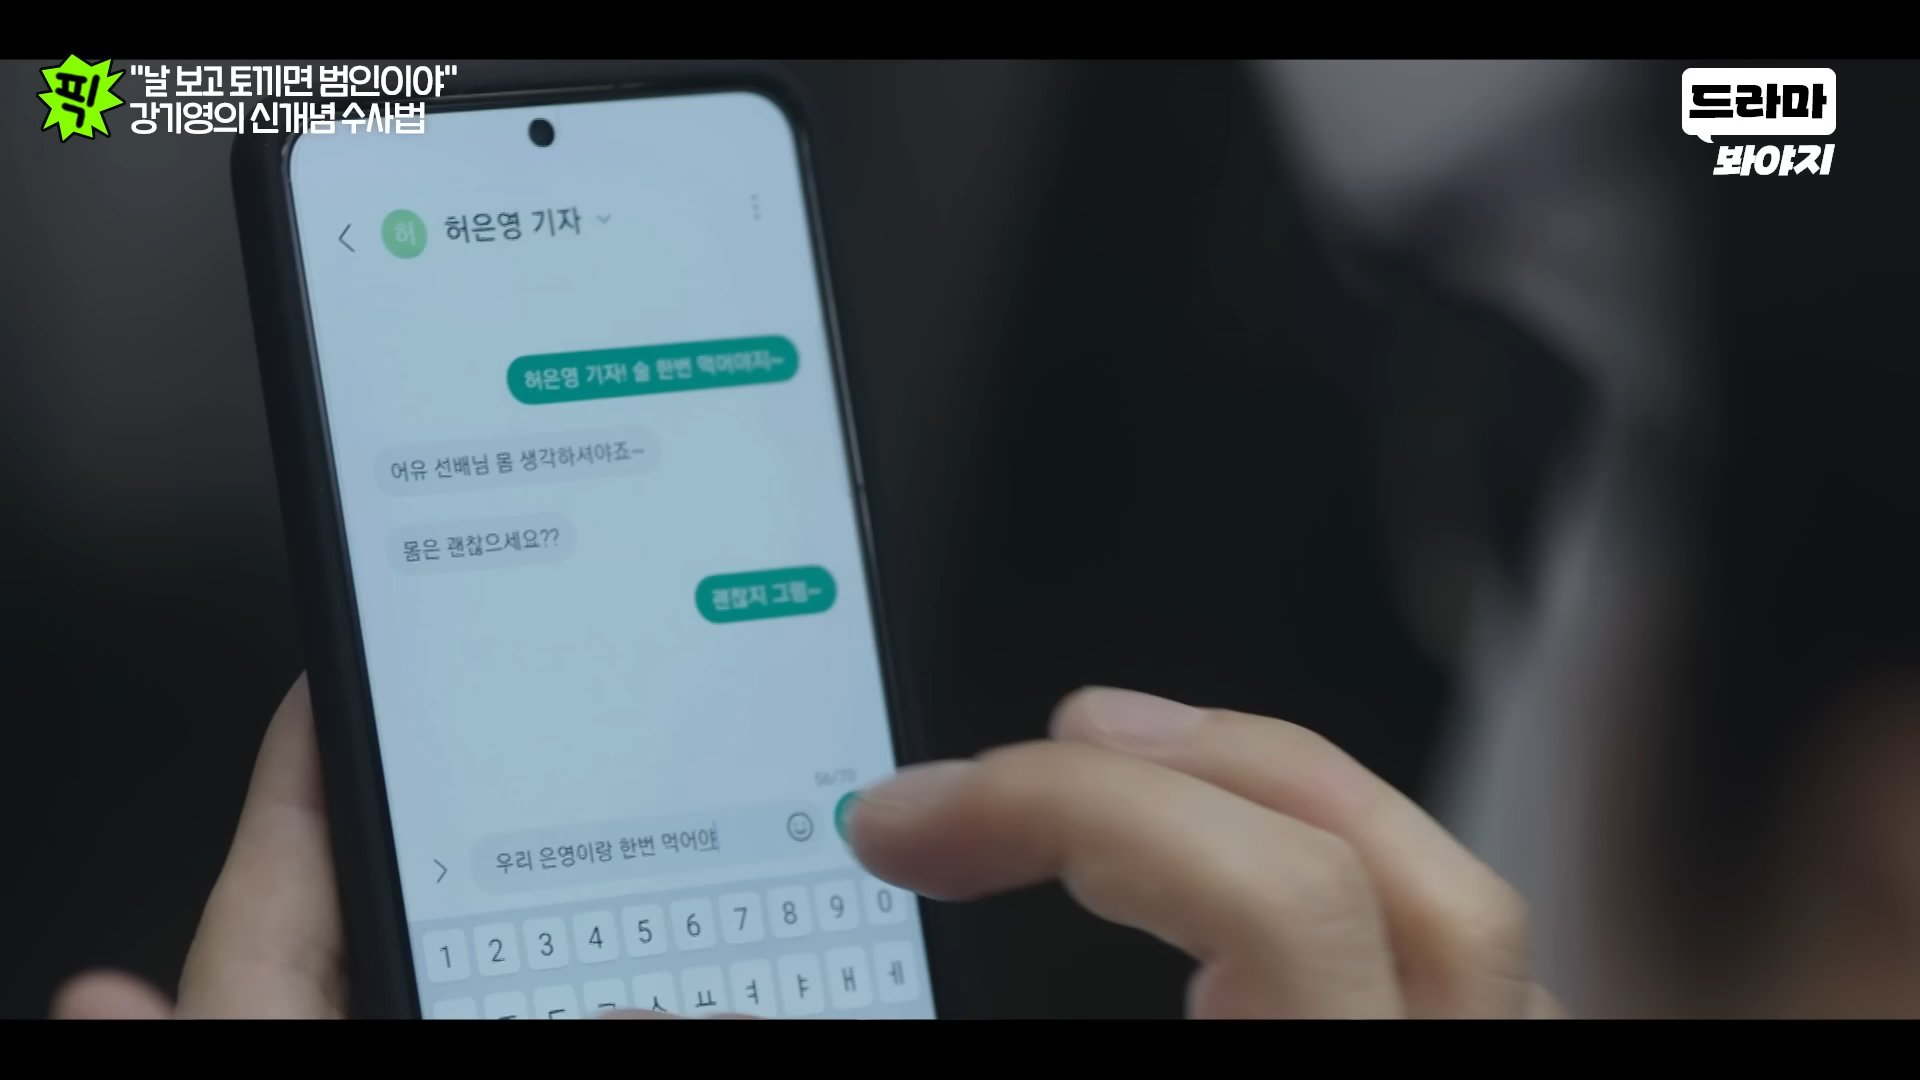 픽
"날 보고 토끼면 범인이야"
강기영의 신개념 수사법
드라마
봐야지
허 허은영 기자
허은영 기자! 술 한번 먹어야지~
어유 선배님 몸 생각하셔야죠~
몸은 괜찮으세요??
괜찮지 그럼~
56/70
우리 은영이랑 한번 먹어야
1 2 3 4 5 6 7 8 9 0
ㅛ ㅕ ㅑ ㅐ ㅔ